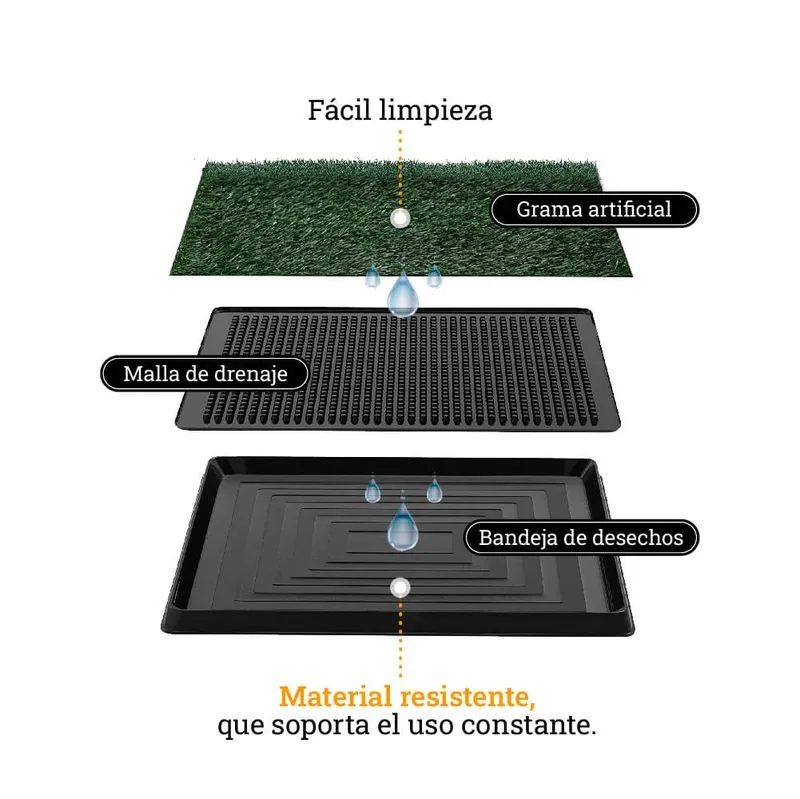 Fácil limpieza
Grama artificial
Malla de drenaje
Bandeja de desechos
Material resistente,
que soporta el uso constante.